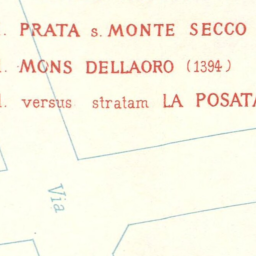 . PRATA s. MONTE SECCO
. MONS DELLAORO (1394)
. versus stratam LA POSATA
Via